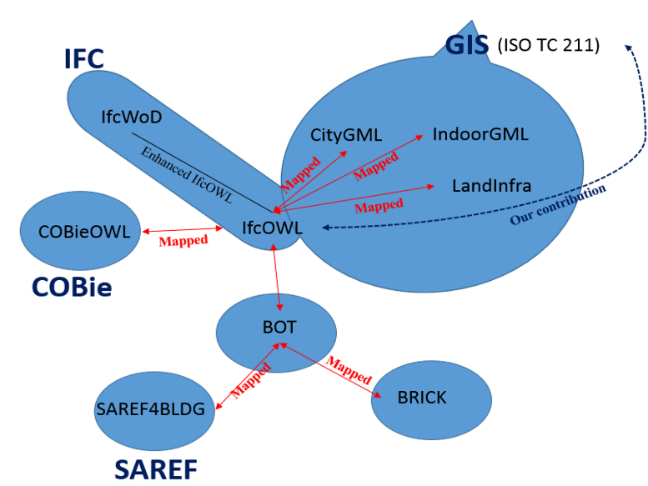 GIS (ISO TC 211)
IFC
IfcWoD
CityGML
IndoorGML
Mapped
Mapped
Enhanced IfcOWL
LandInfra
Mapped
Our contribution
IfcOWL
COBieOWL
Mapped
COBie
BOT
Mapped
Mapped
SAREF4BLDG
BRICK
SAREF